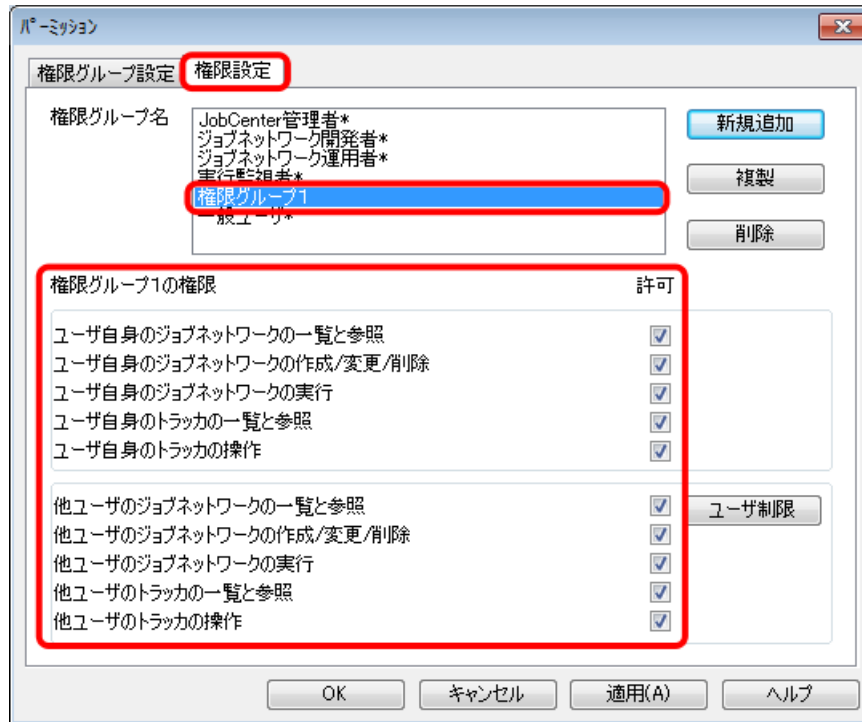 パーミッション
権限グループ設定 権限設定
権限グループ名
JobCenter管理者*
ジョブネットワーク開発者*
ジョブネットワーク運用者*
実行監視者*
権限グループ1
一般ユーザ*
新規追加
複製
削除
権限グループ1の権限 許可
ユーザ自身のジョブネットワークの一覧と参照
ユーザ自身のジョブネットワークの作成/変更/削除
ユーザ自身のジョブネットワークの実行
ユーザ自身のトラッカの一覧と参照
ユーザ自身のトラッカの操作
他ユーザのジョブネットワークの一覧と参照
他ユーザのジョブネットワークの作成/変更/削除
他ユーザのジョブネットワークの実行
他ユーザのトラッカの一覧と参照
他ユーザのトラッカの操作
ユーザ制限
OK キャンセル 適用(A) ヘルプ